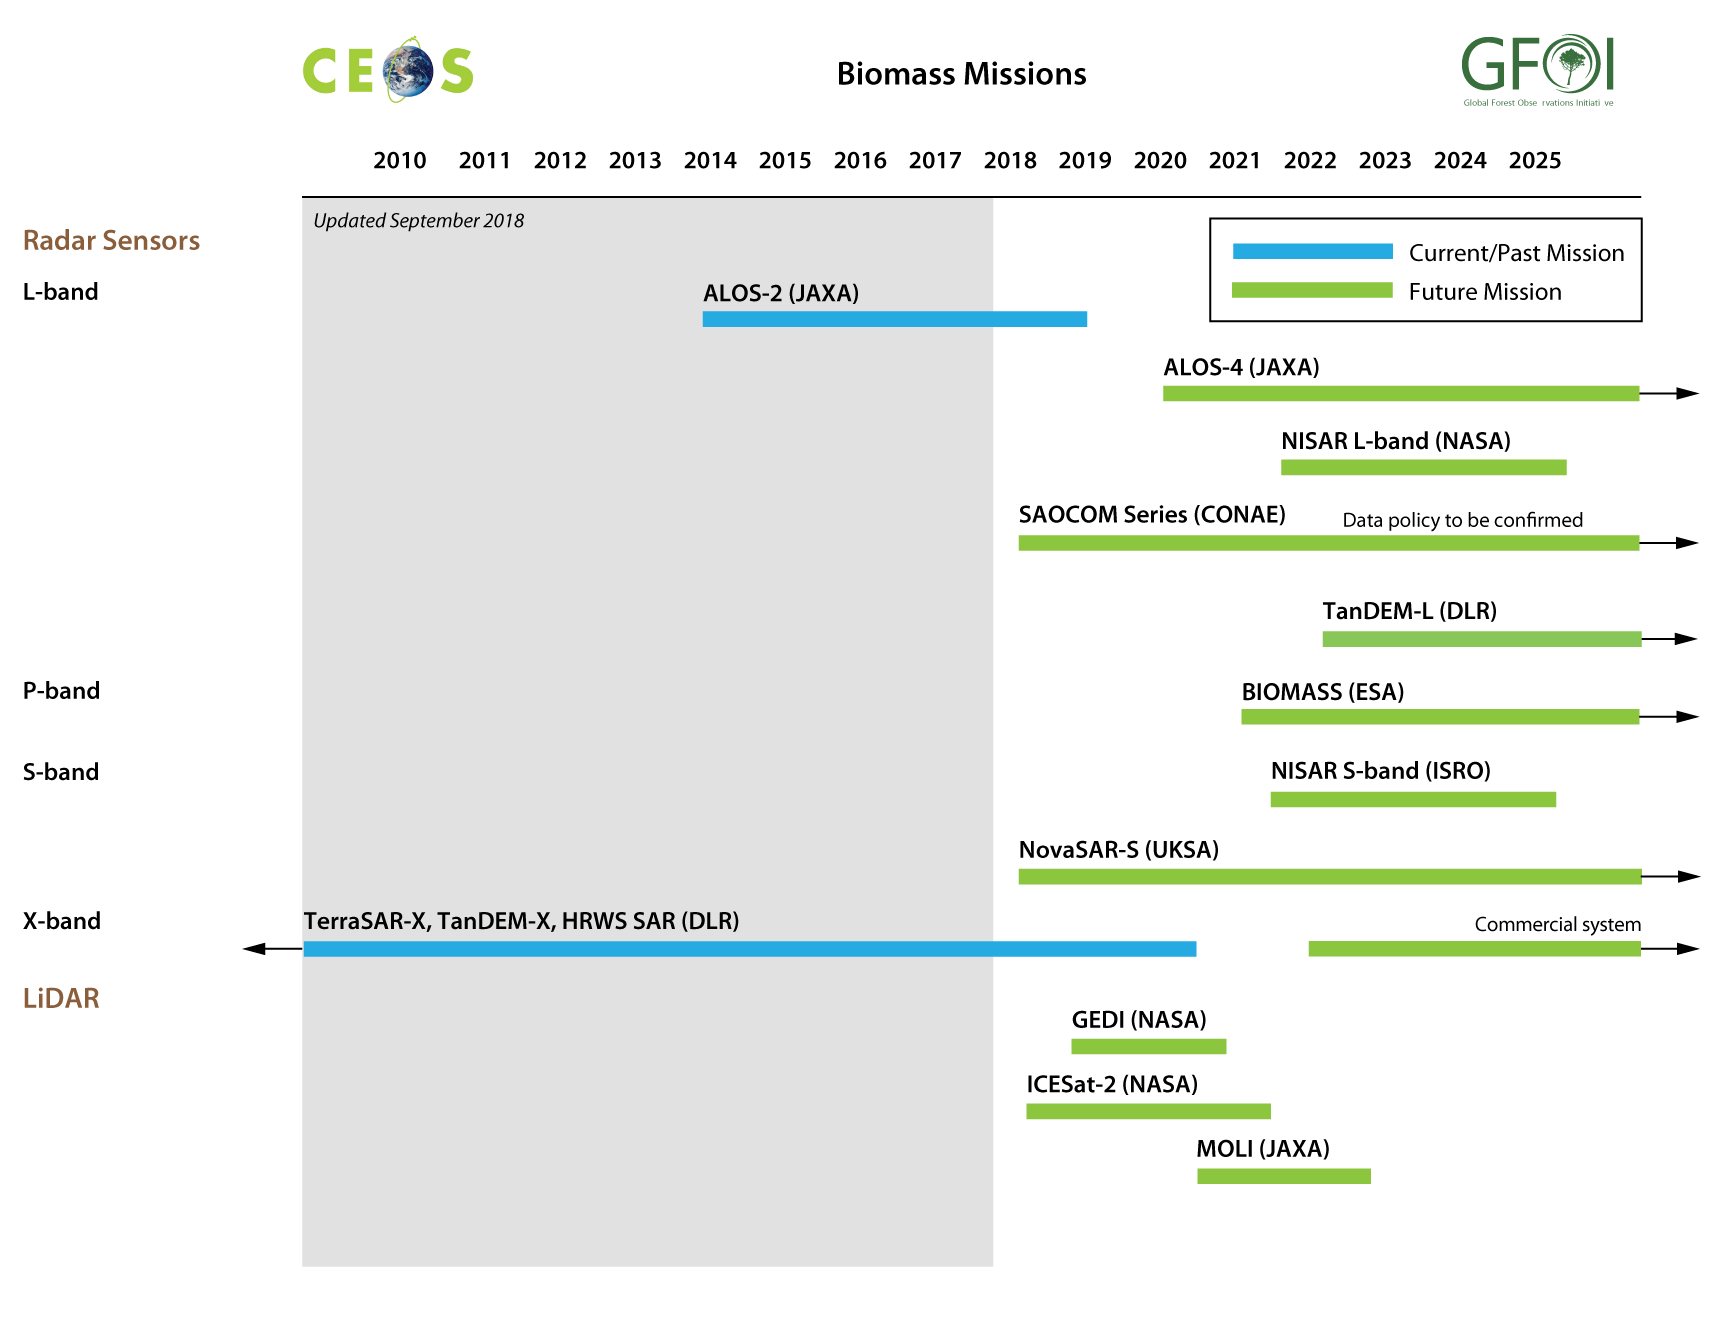 CEOS
Biomass Missions
GFOI
Global Forest Obse rvations Initiati ve
2010 2011 2012 2013 2014 2015 2016 2017 2018 2019 2020 2021 2022 2023 2024 2025
Updated September 2018
Radar Sensors
Current/Past Mission
Future Mission
L-band
ALOS-2 (JAXA)
ALOS-4 (JAXA)
NISAR L-band (NASA)
SAOCOM Series (CONAE)
Data policy to be confirmed
TanDEM-L (DLR)
P-band
BIOMASS (ESA)
S-band
NISAR S-band (ISRO)
NovaSAR-S (UKSA)
X-band
TerraSAR-X, TanDEM-X, HRWS SAR (DLR)
Commercial system
LiDAR
GEDI (NASA)
ICESat-2 (NASA)
MOLI (JAXA)